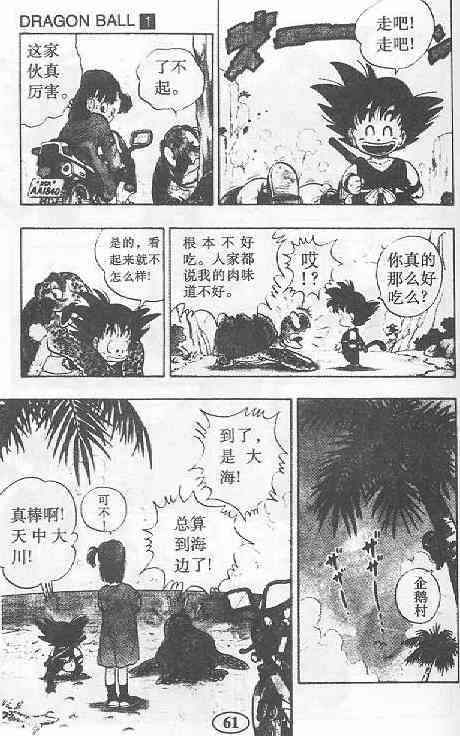 DRAGON BALL 1
走吧!
走吧!
了不
起。
这家
伙真
厉害。
你真的
那么好
吃么?
哎
!?
根本不好
吃。人家都
说我的肉味
道不好。
是的,看
起来就不
怎么样!
企鹅
村
到了,
是大
海!
总算
到海
边了!
可不!
真棒啊!
天中大
川!
61